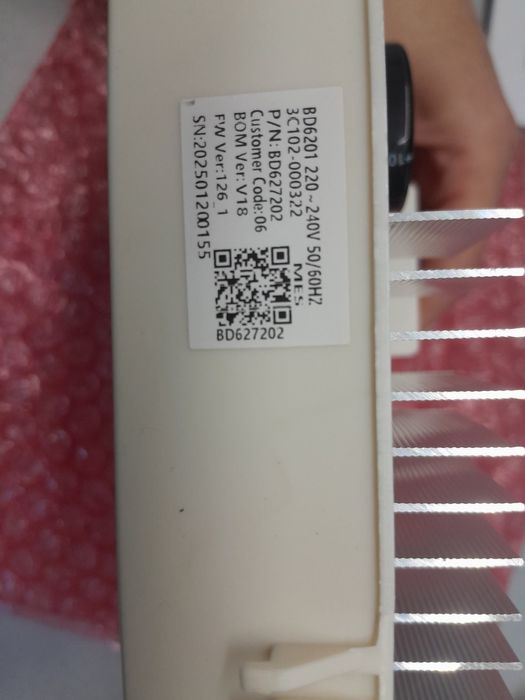 BD6201 220~240V 50/60HZ
3C102-000322
P/N:BD627202
Customer Code:06
BOM Ver:V18
FW Ver:126_1
SN:202501200155
MES
BD627202